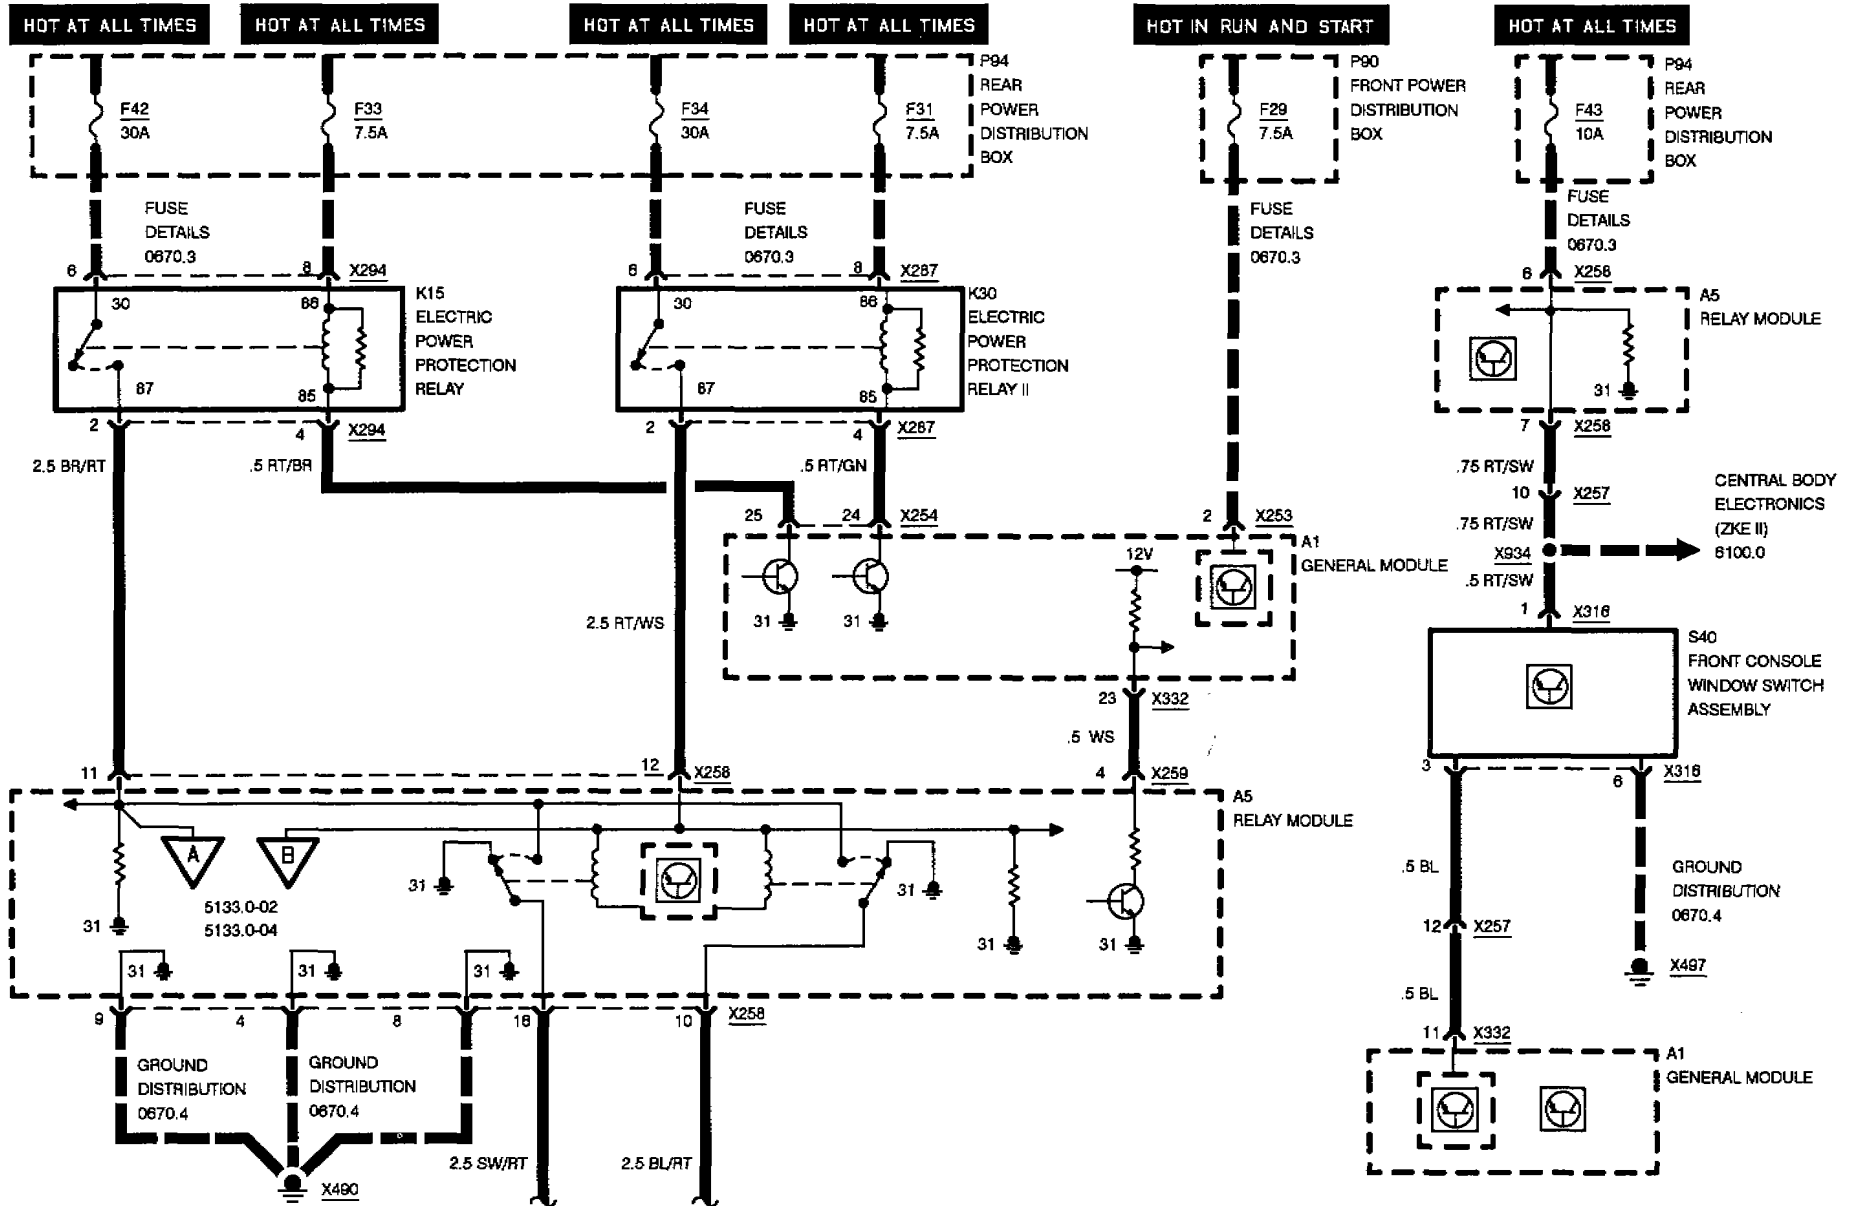 HOT AT ALL TIMES
HOT AT ALL TIMES
HOT AT ALL TIMES
HOT AT ALL TIMES
HOT IN RUN AND START
HOT AT ALL TIMES
F42
30A
F33
7.5A
F34
30A
F31
7.5A
P94
REAR
POWER
DISTRIBUTION
BOX
F29
7.5A
P90
FRONT POWER
DISTRIBUTION
BOX
F43
10A
P94
REAR
POWER
DISTRIBUTION
BOX
FUSE
DETAILS
0670.3
FUSE
DETAILS
0670.3
FUSE
DETAILS
0670.3
FUSE
DETAILS
0670.3
6
8
X294
6
8
X287
6
X258
30
86
87
85
K15
ELECTRIC
POWER
PROTECTION
RELAY
30
86
87
85
K30
ELECTRIC
POWER
PROTECTION
RELAY II
A5
RELAY MODULE
31
2
4
X294
2
4
X287
7
X258
2.5 BR/RT
.5 RT/BR
.5 RT/GN
.75 RT/SW
10
X257
.75 RT/SW
X934
.5 RT/SW
CENTRAL BODY
ELECTRONICS
(ZKE II)
6100.0
25
24
X254
2
X253
1
X316
A1
GENERAL MODULE
12V
31
31
2.5 RT/WS
S40
FRONT CONSOLE
WINDOW SWITCH
ASSEMBLY
23
X332
.5 WS
4
X259
3
6
X316
11
12
X258
A5
RELAY MODULE
A
B
5133.0-02
5133.0-04
31
31
31
31
31
31
31
31
.5 BL
12
X257
.5 BL
GROUND
DISTRIBUTION
0670.4
X497
11
X332
A1
GENERAL MODULE
9
4
8
18
10
X258
GROUND
DISTRIBUTION
0670.4
GROUND
DISTRIBUTION
0670.4
X490
2.5 SW/RT
2.5 BL/RT